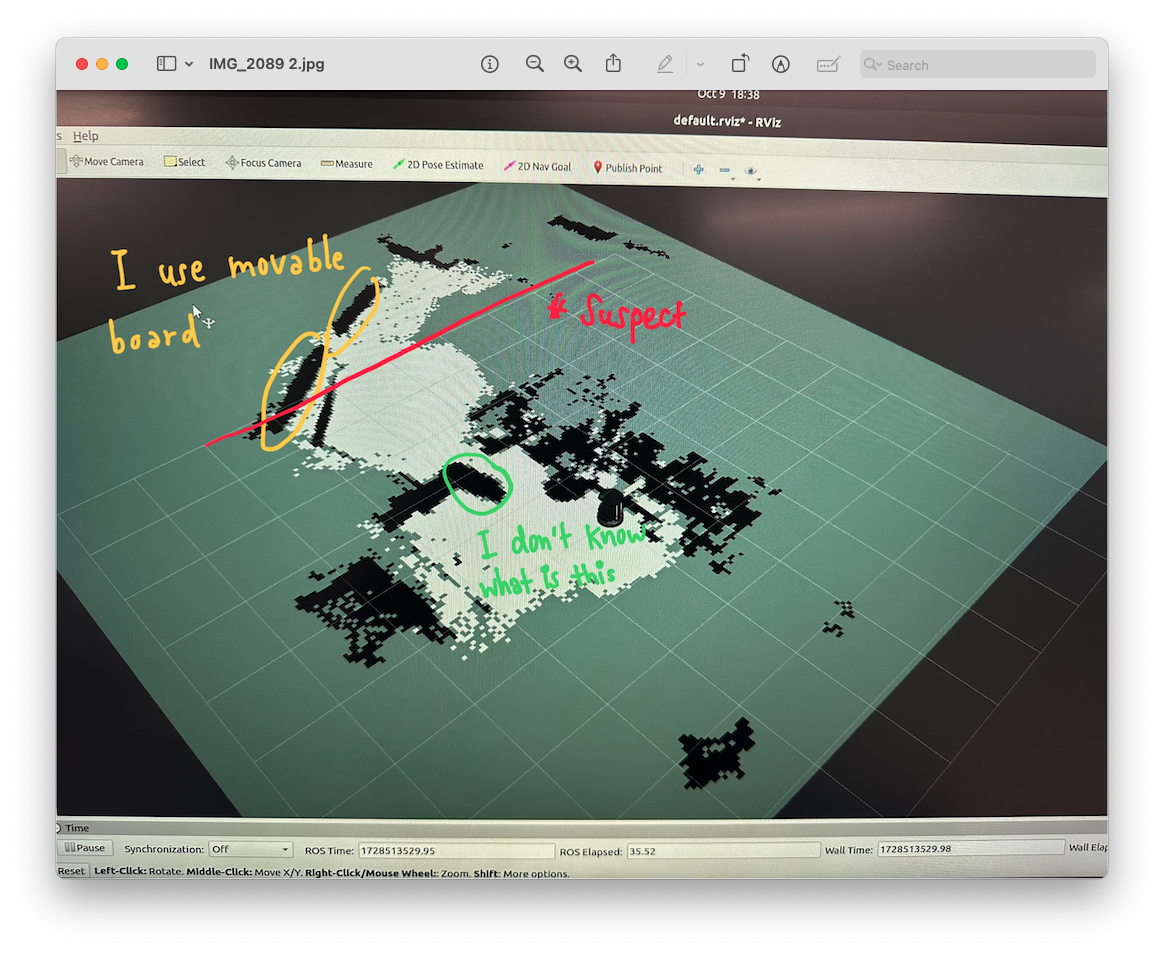 IMG_2089 2.jpg
Search
Oct 9 18:38
default.rviz* - RViz
s Help
Move Camera Select Focus Camera Measure 2D Pose Estimate 2D Nav Goal Publish Point
I use movable
board
* Suspect
I don't know
what is this
Time
Pause Synchronization: Off ROS Time: 1728513529.95 ROS Elapsed: 35.52 Wall Time: 1728513529.98 Wall Elap
Reset Left-Click: Rotate. Middle-Click: Move X/Y. Right-Click/Mouse Wheel:: Zoom. Shift: More options.